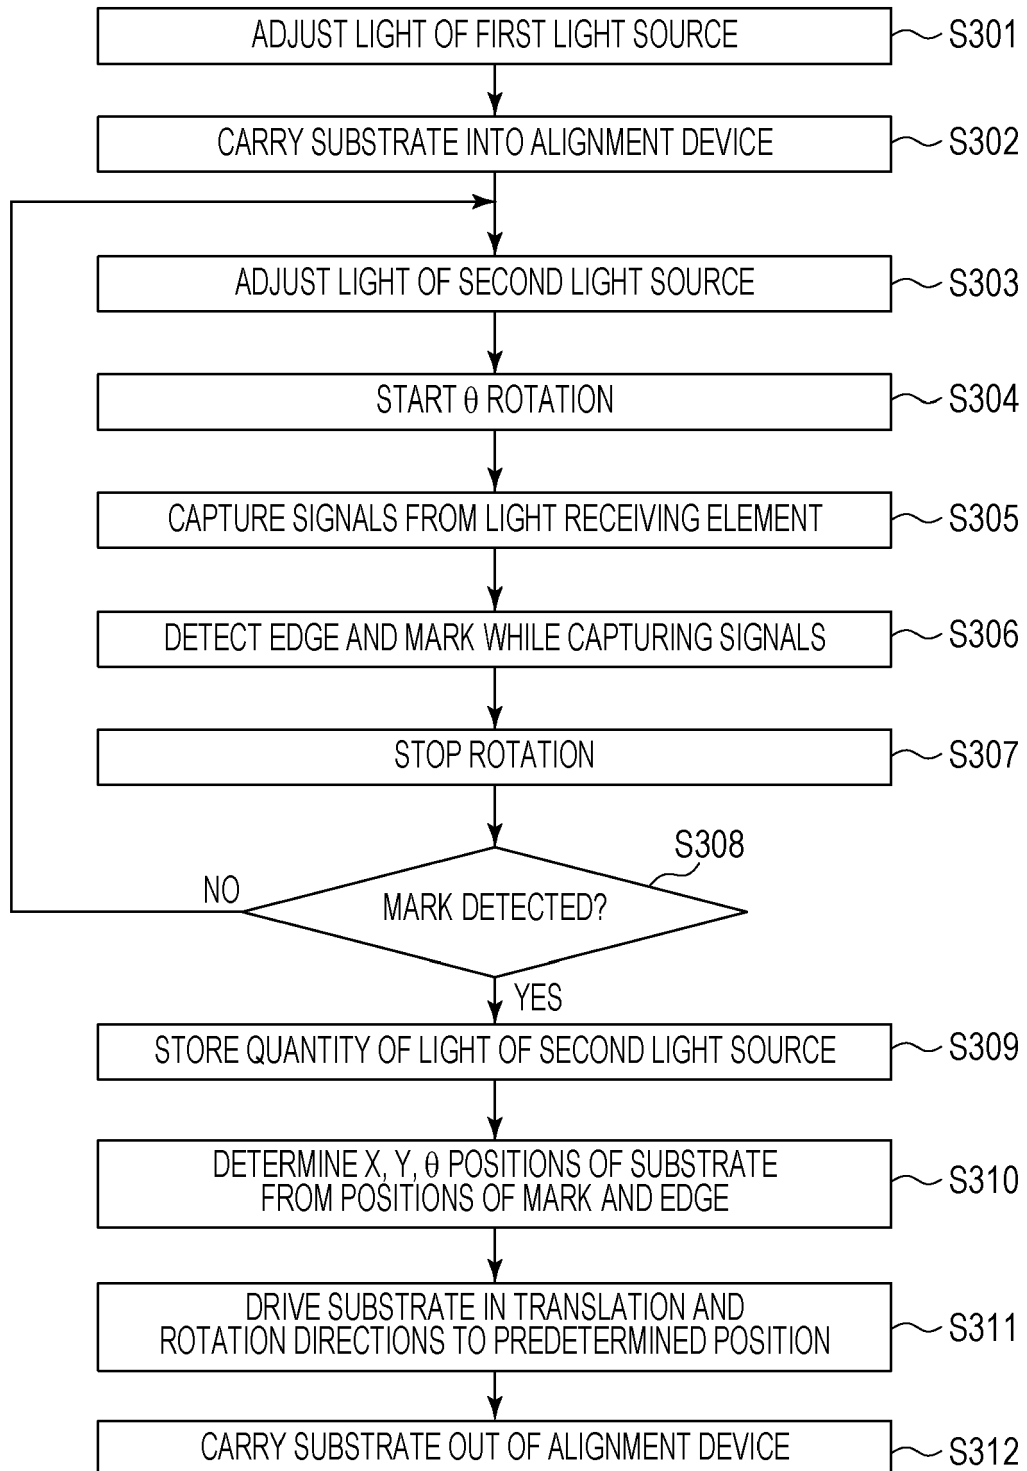 ADJUST LIGHT OF FIRST LIGHT SOURCE S301
CARRY SUBSTRATE INTO ALIGNMENT DEVICE S302
ADJUST LIGHT OF SECOND LIGHT SOURCE S303
START θ ROTATION S304
CAPTURE SIGNALS FROM LIGHT RECEIVING ELEMENT S305
DETECT EDGE AND MARK WHILE CAPTURING SIGNALS S306
STOP ROTATION S307
S308
NO
MARK DETECTED?
YES
STORE QUANTITY OF LIGHT OF SECOND LIGHT SOURCE S309
DETERMINE X, Y, θ POSITIONS OF SUBSTRATE
FROM POSITIONS OF MARK AND EDGE
S310
DRIVE SUBSTRATE IN TRANSLATION AND
ROTATION DIRECTIONS TO PREDETERMINED POSITION
S311
CARRY SUBSTRATE OUT OF ALIGNMENT DEVICE S312